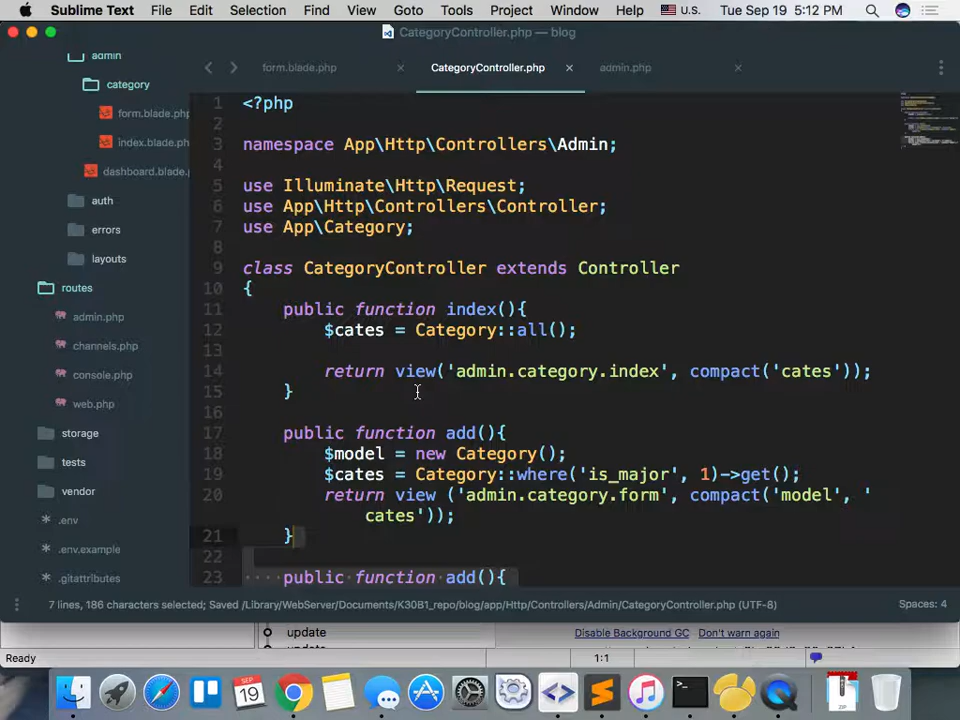 Sublime Text File Edit Selection Find View Goto Tools Project Window Help U.S. Tue Sep 19 5:12 PM
CategoryController.php — blog
admin
category
form.blade.php
index.blade.ph
dashboard.blade.
auth
errors
layouts
routes
admin.php
channels.php
console.php
web.php
storage
tests
vendor
.env
.env.example
.gitattributes
form.blade.php CategoryController.php admin.php
1 <?php
2
3 namespace App\Http\Controllers\Admin;
4
5 use Illuminate\Http\Request;
6 use App\Http\Controllers\Controller;
7 use App\Category;
8
9 class CategoryController extends Controller
10 {
11 public function index(){
12 $cates = Category::all();
13
14 return view('admin.category.index', compact('cates'));
15 }
16
17 public function add(){
18 $model = new Category();
19 $cates = Category::where('is_major', 1)->get();
20 return view ('admin.category.form', compact('model', '
cates'));
21 }
22
23 ····public·function·add(){
7 lines, 186 characters selected; Saved /Library/WebServer/Documents/K30B1_repo/blog/app/Http/Controllers/Admin/CategoryController.php (UTF-8) Spaces: 4
update
Disable Background GC Don't warn again
Ready 1:1
SEP
19
ZIP